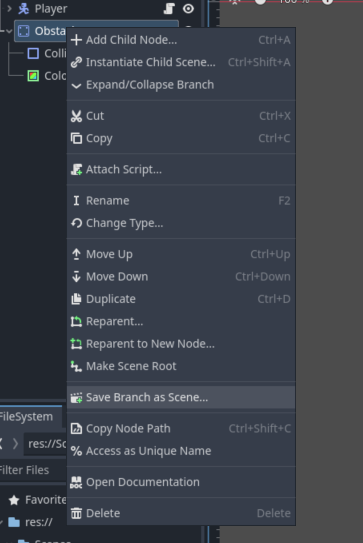 Player
Obsta
Add Child Node... Ctrl+A
Instantiate Child Scene... Ctrl+Shift+A
Expand/Collapse Branch
Colli
Colo
Cut Ctrl+X
Copy Ctrl+C
Attach Script...
Rename F2
Change Type...
Move Up Ctrl+Up
Move Down Ctrl+Down
Duplicate Ctrl+D
Reparent...
Reparent to New Node...
Make Scene Root
Save Branch as Scene...
FileSystem
Copy Node Path Ctrl+Shift+C
res://Sc
Access as Unique Name
Filter Files
Open Documentation
Favorite
Delete Delete
res://